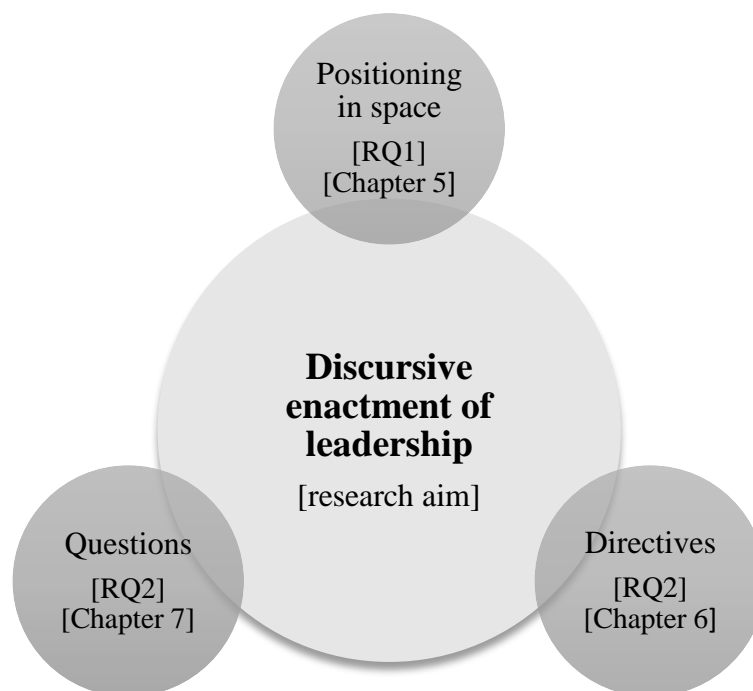 Positioning
in space
[RQ1]
[Chapter 5]
Discursive
enactment of
leadership
[research aim]
Questions
[RQ2]
[Chapter 7]
Directives
[RQ2]
[Chapter 6]